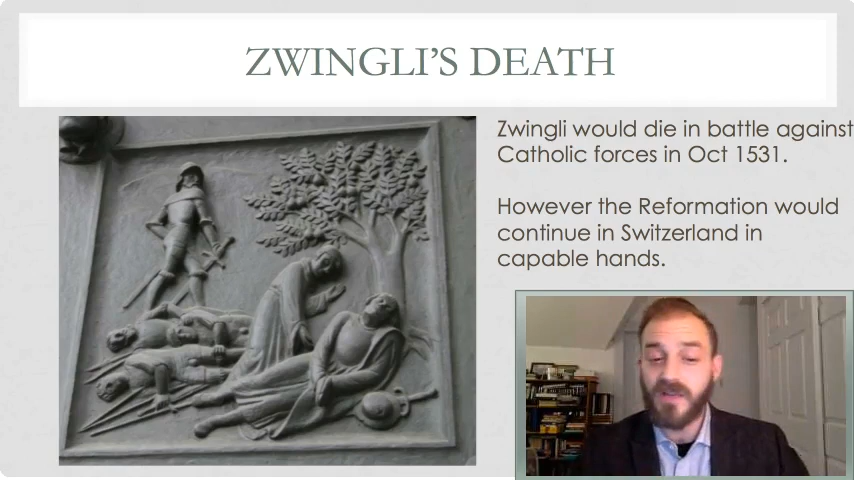 ZWINGLI'S DEATH
Zwingli would die in battle against
Catholic forces in Oct 1531.
However the Reformation would
continue in Switzerland in
capable hands.